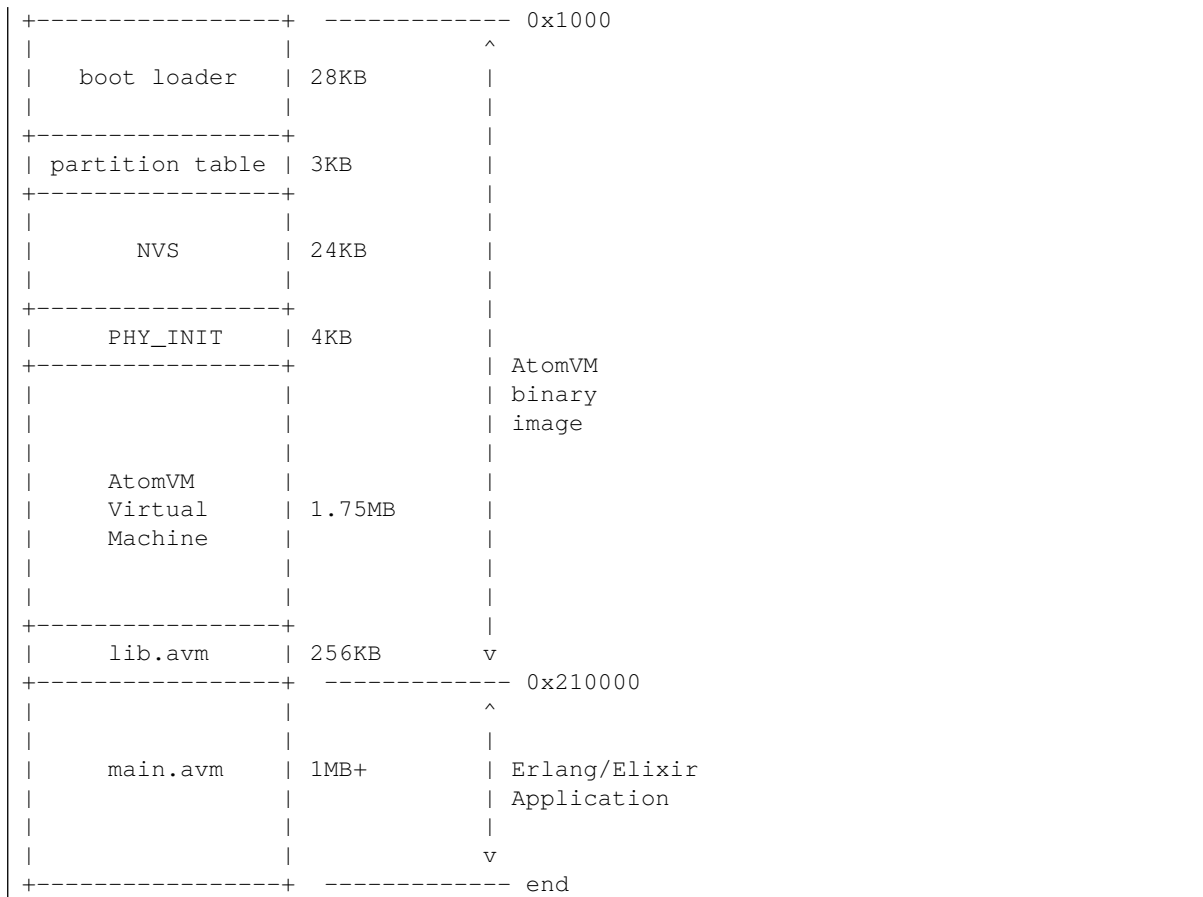 0x1000
boot loader 28KB
partition table 3KB
NVS 24KB
PHY_INIT 4KB
AtomVM
binary
image
AtomVM
Virtual 1.75MB
Machine
lib.avm 256KB
0x210000
main.avm 1MB+ Erlang/Elixir
Application
end